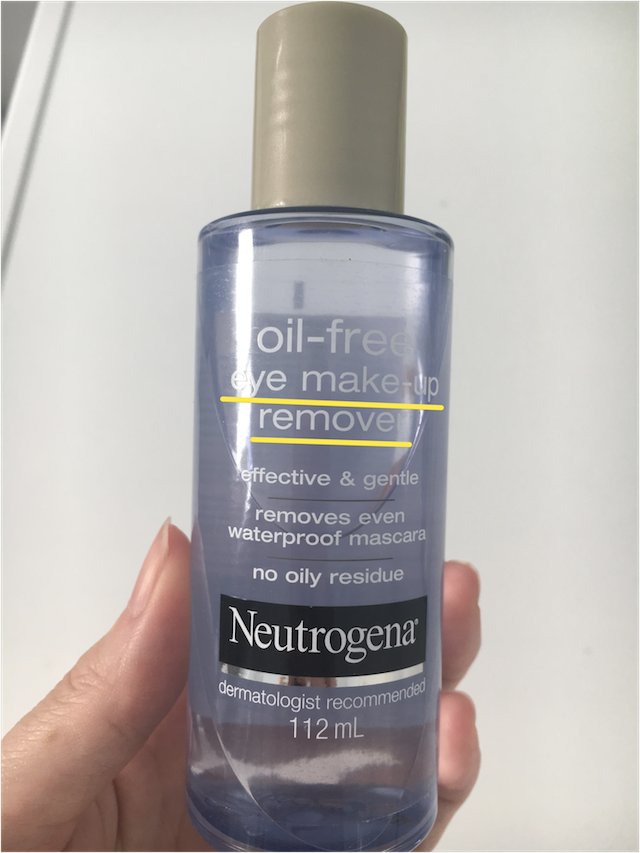 oil-free
eye make-up
remover
effective & gentle
removes even
waterproof mascara
no oily residue
Neutrogena®
dermatologist recommended
112 mL